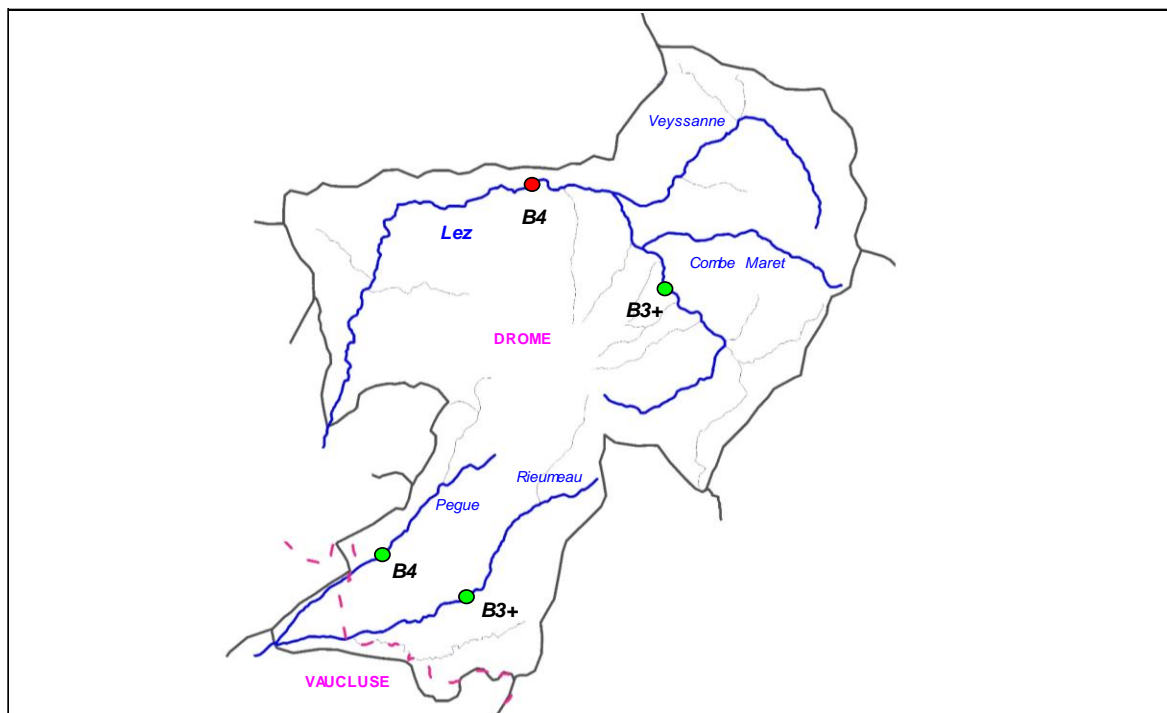 Veyssanne
B4
Lez
Combe Maret
B3+
DROME
Rieumeau
Pegue
B4
B3+
VAUCLUSE